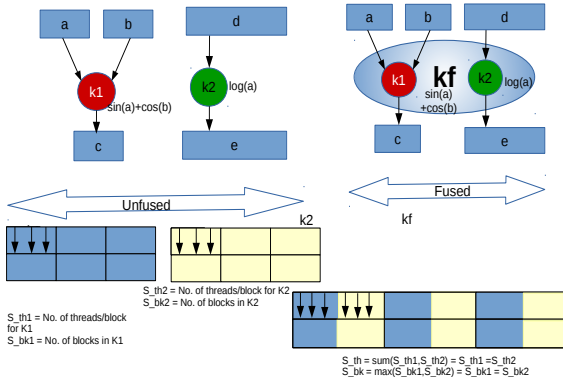 a
b
d
a
b
d
k1
k2
log(a)
sin(a)+cos(b)
kf
k1
k2
log(a)
sin(a)
+cos(b)
c
e
c
e
Unfused
Fused
k2
kf
S_th1 = No. of threads/block
for K1
S_bk1 = No. of blocks in K1
S_th2 = No. of threads/block for K2
S_bk2 = No. of blocks in K2
S_th = sum(S_th1,S_th2) = S_th1 =S_th2
S_bk = max(S_bk1,S_bk2) = S_bk1 = S_bk2